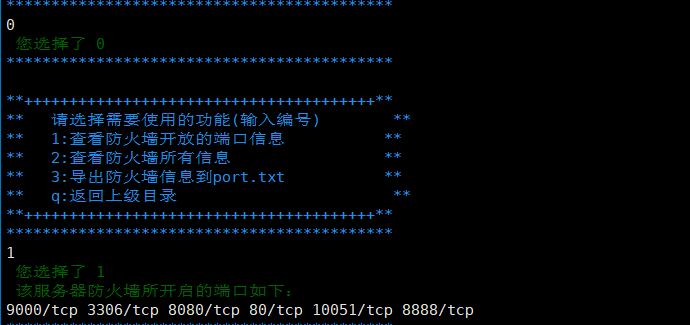 *******************************************
0
 您选择了 0
*******************************************
**+++++++++++++++++++++++++++++++++++++++**
**   请选择需要使用的功能(输入编号)        **
**   1:查看防火墙开放的端口信息           **
**   2:查看防火墙所有信息                 **
**   3:导出防火墙信息到port.txt           **
**   q:返回上级目录                        **
**+++++++++++++++++++++++++++++++++++++++**
*******************************************
1
 您选择了 1
 该服务器防火墙所开启的端口如下：
9000/tcp 3306/tcp 8080/tcp 80/tcp 10051/tcp 8888/tcp
*******************************************